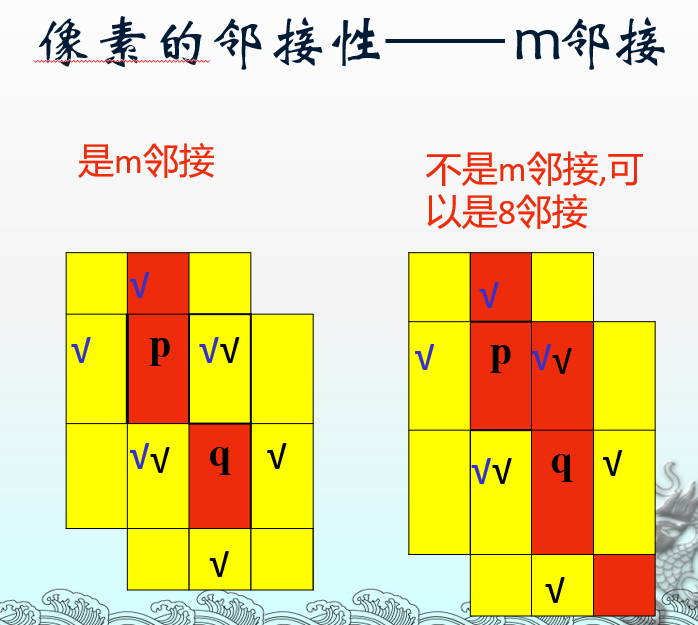 像素的邻接性——m邻接
是m邻接
不是m邻接,可
以是8邻接
√
√ p √√
√√ q √
√
√
√ p √√
√√ q √
√